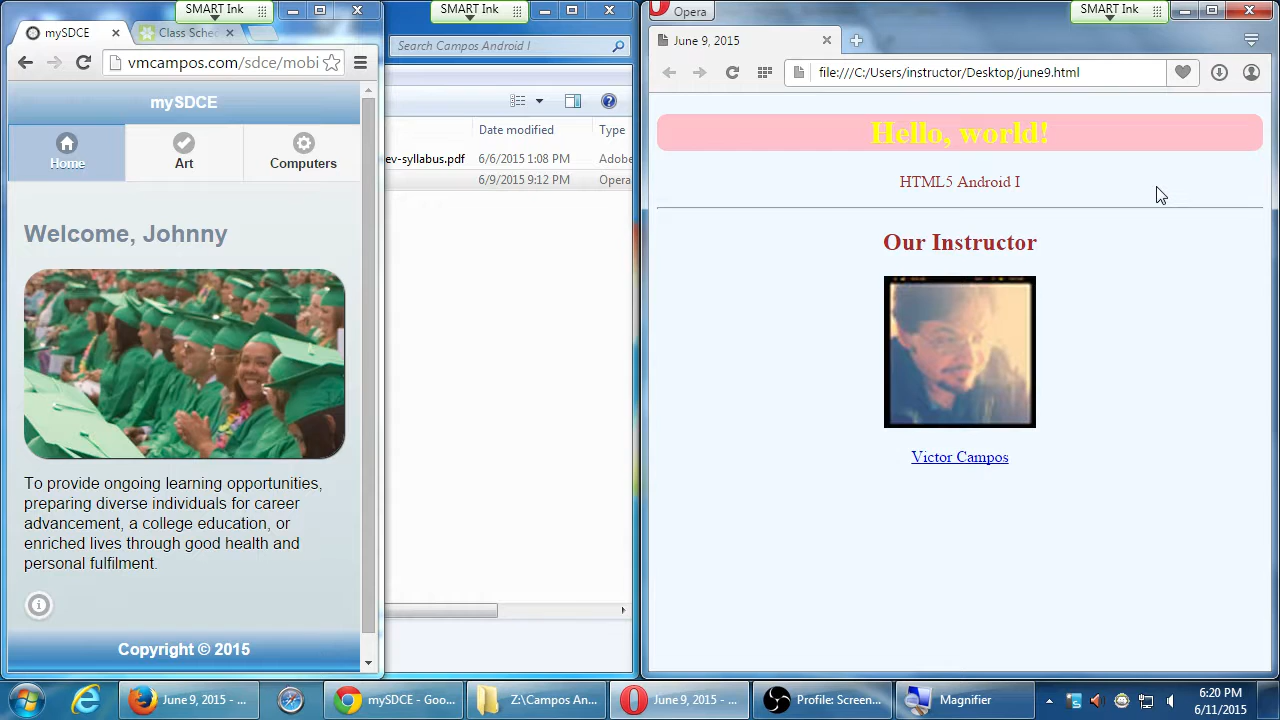 SMART Ink
mySDCE
Class Sched
vmcampos.com/sdce/mobi
mySDCE
Home
Art
Computers
Welcome, Johnny
To provide ongoing learning opportunities,
preparing diverse individuals for career
advancement, a college education, or
enriched lives through good health and
personal fulfilment.
Copyright © 2015
SMART Ink
Search Campos Android I
Date modified
Type
ev-syllabus.pdf
6/6/2015 1:08 PM
Adobe
6/9/2015 9:12 PM
Opera
Opera
SMART Ink
June 9, 2015
file:///C:/Users/instructor/Desktop/june9.html
Hello, world!
HTML5 Android I
Our Instructor
Victor Campos
June 9, 2015 - ...
mySDCE - Goo...
Z:\Campos An...
June 9, 2015 - ...
Profile: Screen...
Magnifier
6:20 PM
6/11/2015